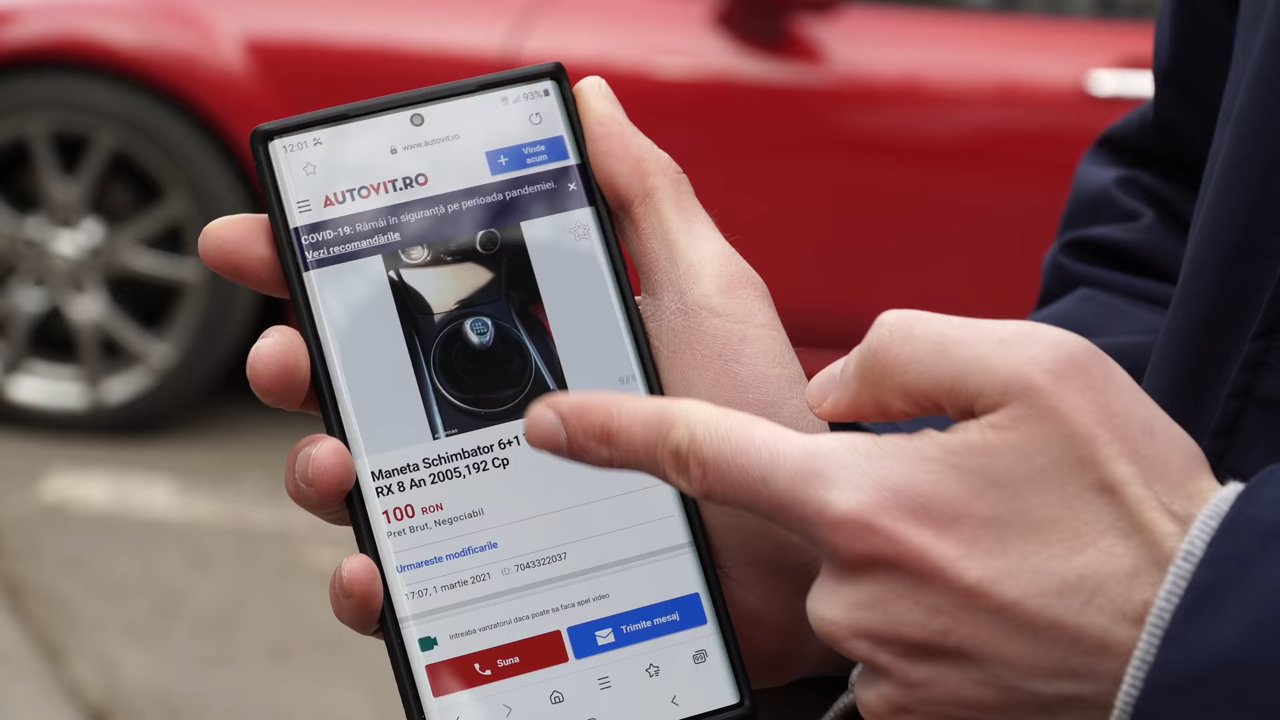 12:01
93%
www.autovit.ro
Vinde
acum
AUTOVIT.RO
COVID-19: Rămâi în siguranță pe perioada pandemiei.
Vezi recomandările
Maneta Schimbator 6+1
RX 8 An 2005,192 Cp
100 RON
Pret Brut, Negociabil
Urmareste modificarile
17:07, 1 martie 2021 ID: 7043322037
Intreaba vanzatorul daca poate sa faca apel video
Suna
Trimite mesaj
99